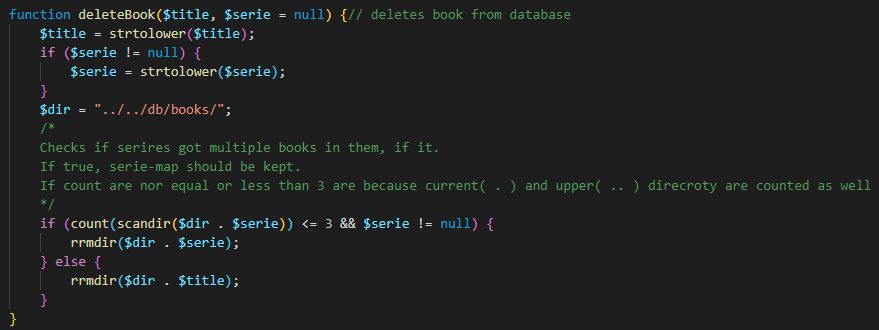 function deleteBook($title, $serie = null) {// deletes book from database
    $title = strtolower($title);
    if ($serie != null) {
        $serie = strtolower($serie);
    }
    $dir = "../../db/books/";
    /*
    Checks if serires got multiple books in them, if it.
    If true, serie-map should be kept.
    If count are nor equal or less than 3 are because current( . ) and upper( .. ) direcroty are counted as well
    */
    if (count(scandir($dir . $serie)) <= 3 && $serie != null) {
        rrmdir($dir . $serie);
    } else {
        rrmdir($dir . $title);
    }
}